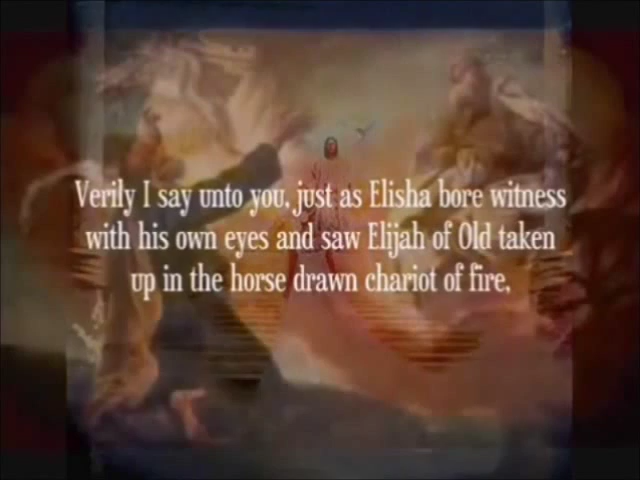 Verily I say unto you, just as Elisha bore witness
with his own eyes and saw Elijah of Old taken
up in the horse drawn chariot of fire,